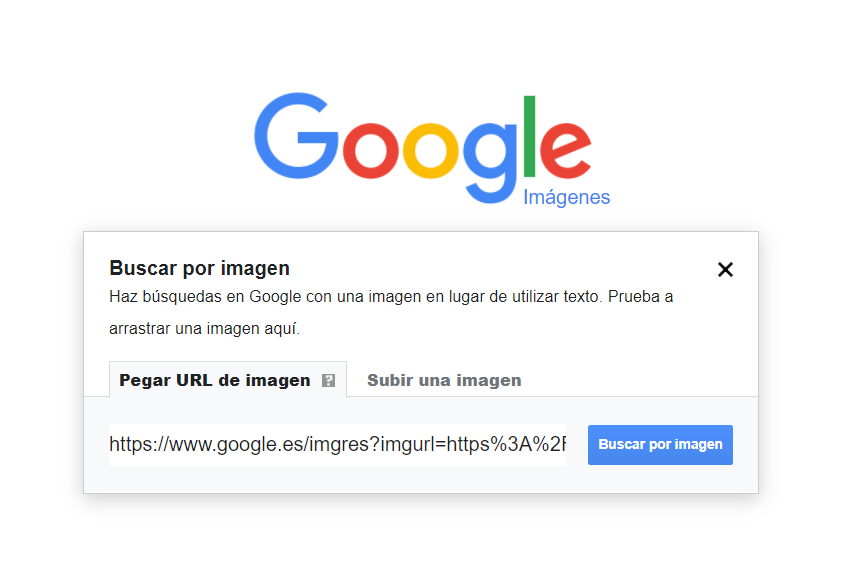 Google
Imágenes
Buscar por imagen
Haz búsquedas en Google con una imagen en lugar de utilizar texto. Prueba a
arrastrar una imagen aquí.
Pegar URL de imagen ? Subir una imagen
https://www.google.es/imgres?imgurl=https%3A%2F Buscar por imagen